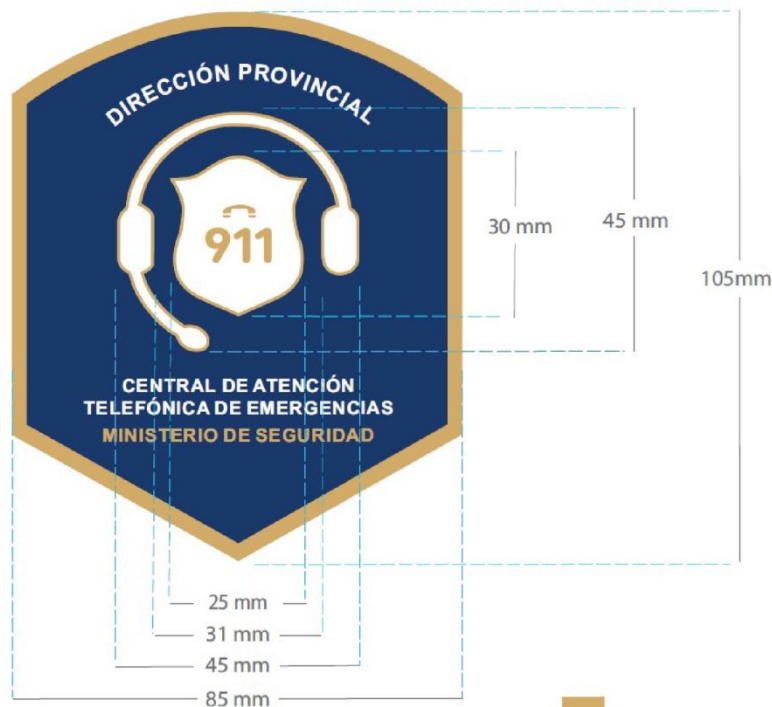 DIRECCIÓN PROVINCIAL
911
CENTRAL DE ATENCIÓN
TELEFÓNICA DE EMERGENCIAS
MINISTERIO DE SEGURIDAD
30 mm
45 mm
105mm
25 mm
31 mm
45 mm
85 mm